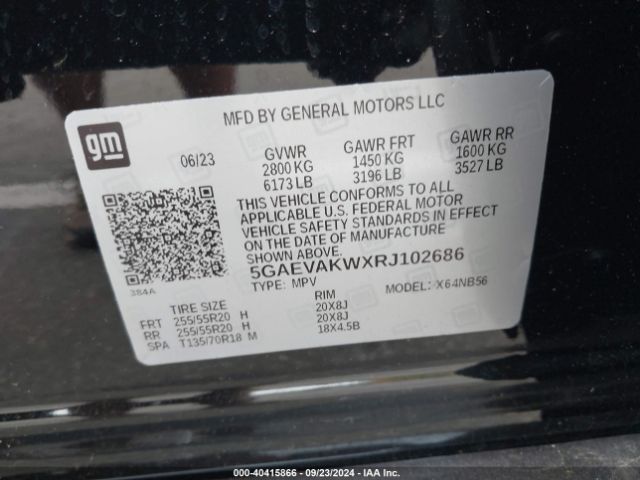 MFD BY GENERAL MOTORS LLC
gm
06/23
GVWR GAWR FRT GAWR RR
2800 KG 1450 KG 1600 KG
6173 LB 3196 LB 3527 LB
THIS VEHICLE CONFORMS TO ALL
APPLICABLE U.S. FEDERAL MOTOR
VEHICLE SAFETY STANDARDS IN EFFECT
ON THE DATE OF MANUFACTURE
SHOWN ABOVE.
5GAEVAKWXRJ102686
TYPE: MPV MODEL: X64NB56
384A
TIRE SIZE RIM
FRT 255/55R20 H 20X8J
RR 255/55R20 H 20X8J
SPA T135/70R18 M 18X4.5B
000-40415866 - 09/23/2024 - IAA Inc.